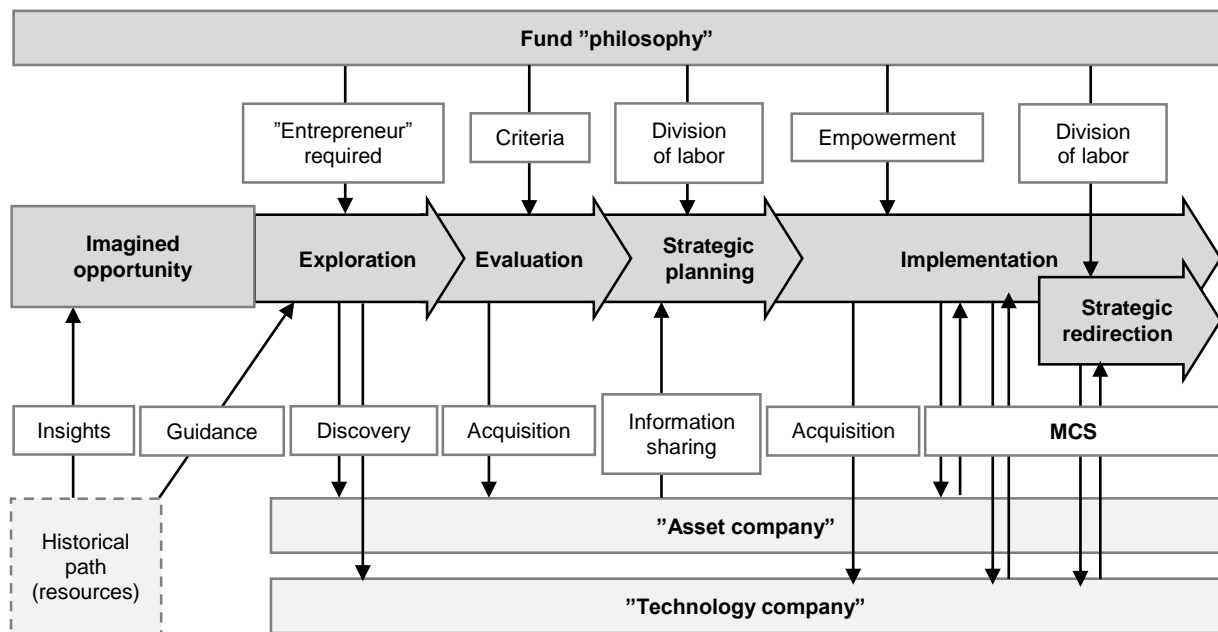 Fund ”philosophy”
”Entrepreneur”
required
Criteria
Division
of labor
Empowerment
Division
of labor
Imagined
opportunity
Exploration
Evaluation
Strategic
planning
Implementation
Strategic
redirection
Insights
Guidance
Discovery
Acquisition
Information
sharing
Acquisition
MCS
Historical
path
(resources)
”Asset company”
”Technology company”